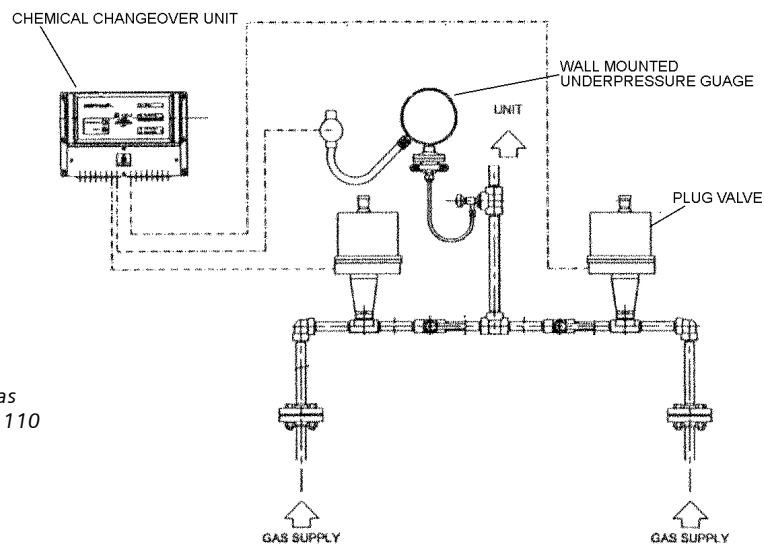 CHEMICAL CHANGEOVER UNIT
WALL MOUNTED
UNDERPRESSURE GUAGE
UNIT
PLUG VALVE
as
110
GAS SUPPLY
GAS SUPPLY